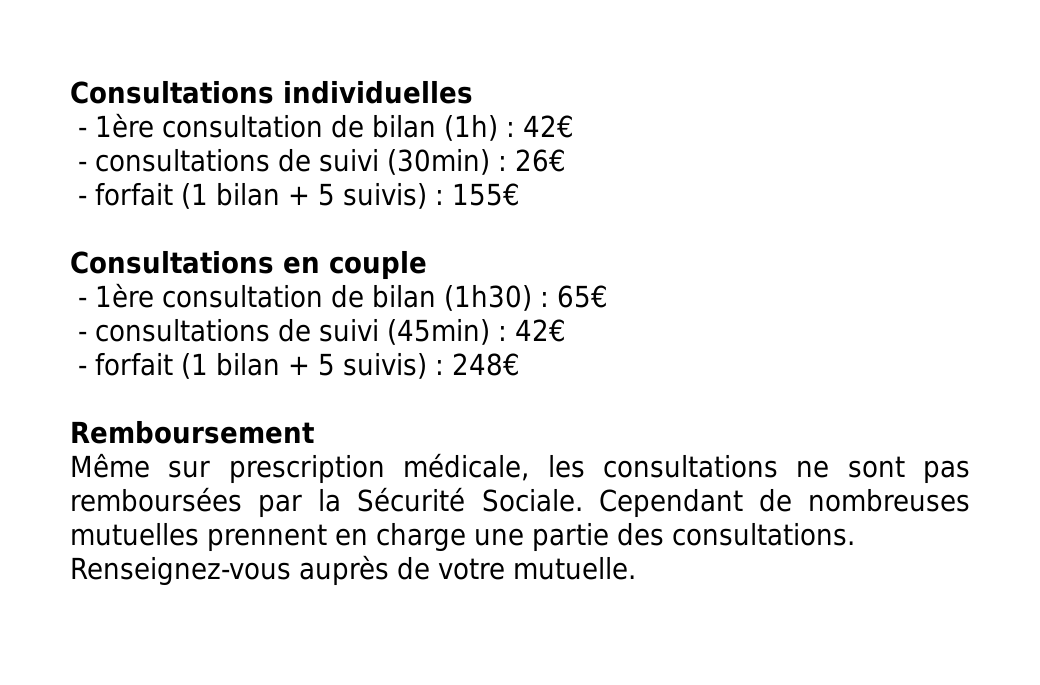 Consultations individuelles
- 1ère consultation de bilan (1h) : 42€
- consultations de suivi (30min) : 26€
- forfait (1 bilan + 5 suivis) : 155€
Consultations en couple
- 1ère consultation de bilan (1h30) : 65€
- consultations de suivi (45min) : 42€
- forfait (1 bilan + 5 suivis) : 248€
Remboursement
Même sur prescription médicale, les consultations ne sont pas
remboursées par la Sécurité Sociale. Cependant de nombreuses
mutuelles prennent en charge une partie des consultations.
Renseignez-vous auprès de votre mutuelle.